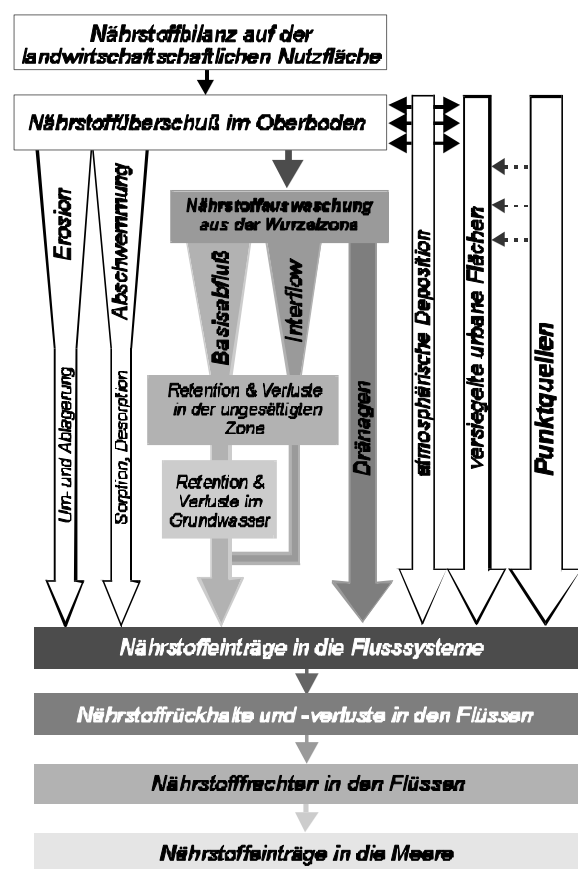 Nährstoffbilanz auf der
landwirtschaftschaftlichen Nutzfläche
Nährstoffüberschuß im Oberboden
Erosion
Abschwemmung
Nährstoffauswaschung
aus der Wurzelzone
Basisabfluß
Interflow
Dränagen
atmosphärische Deposition
versiegelte urbane Flächen
Punktquellen
Um- und Ablagerung
Sorption, Desorption
Retention & Verluste
in der ungesättigten
Zone
Retention &
Verluste im
Grundwasser
Nährstoffeinträge in die Flusssysteme
Nährstoffrückhalte und -verluste in den Flüssen
Nährstofffrachten in den Flüssen
Nährstoffeinträge in die Meere